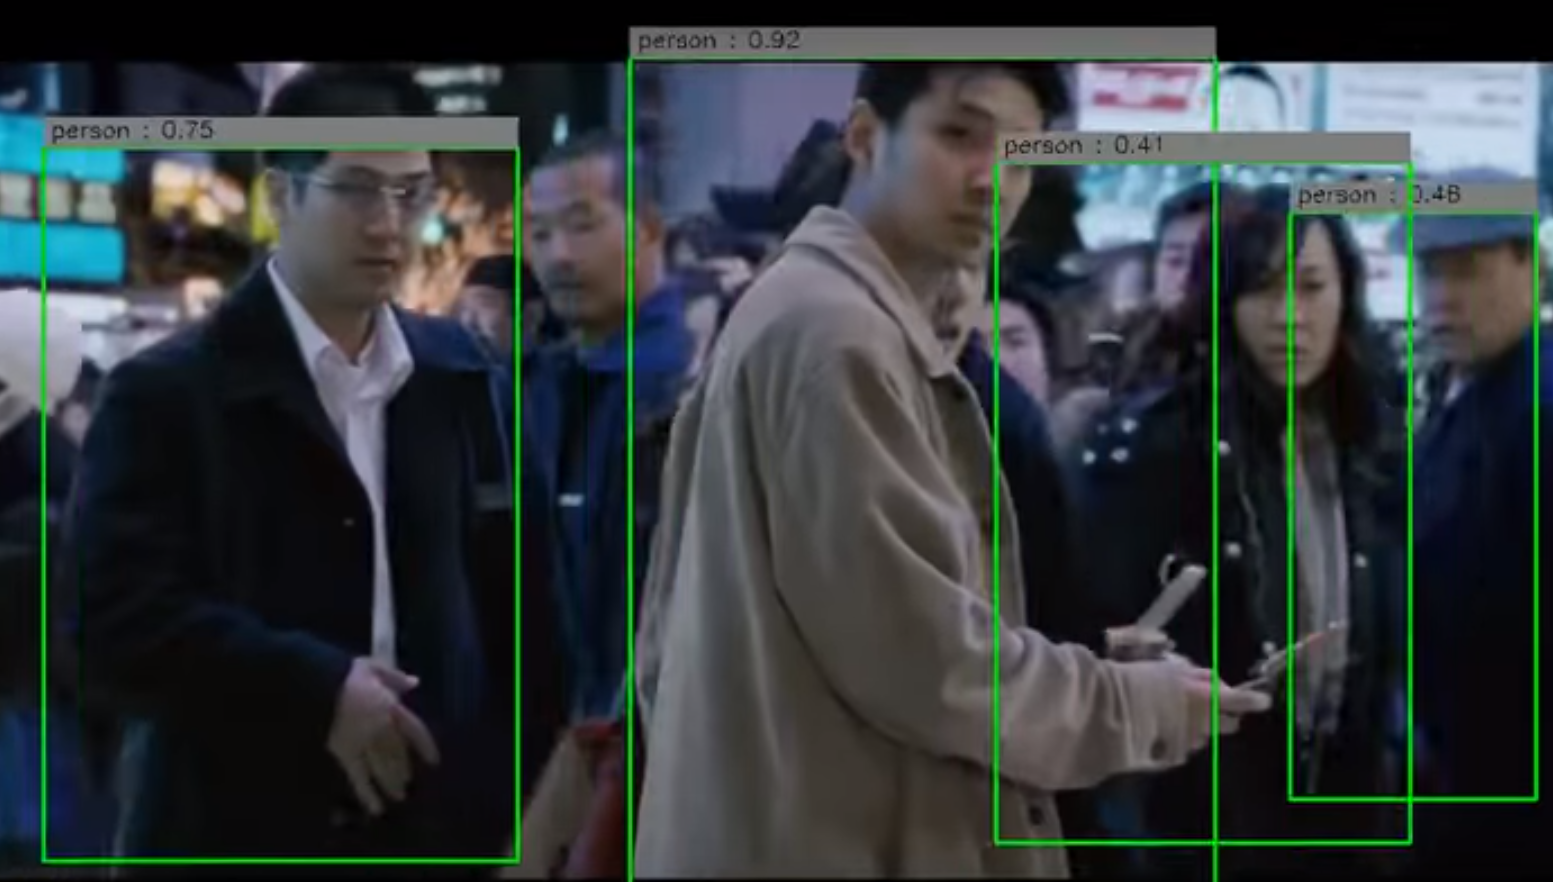 person : 0.92
person : 0.75
person : 0.41
person : 0.48